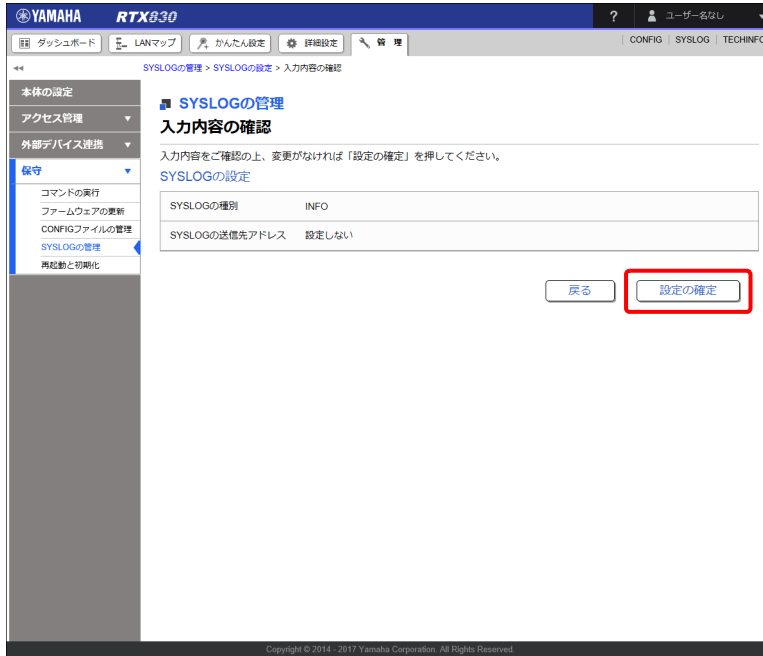 YAMAHA RTX830 ? ユーザー名なし
ダッシュボード LANマップ かんたん設定 詳細設定 管 理 CONFIG | SYSLOG | TECHINFO
SYSLOGの管理 > SYSLOGの設定 > 入力内容の確認
本体の設定
アクセス管理
外部デバイス連携
保守
コマンドの実行
ファームウェアの更新
CONFIGファイルの管理
SYSLOGの管理
再起動と初期化
SYSLOGの管理
入力内容の確認
入力内容をご確認の上、変更がなければ「設定の確定」を押してください。
SYSLOGの設定
SYSLOGの種別 INFO
SYSLOGの送信先アドレス 設定しない
戻る 設定の確定
Copyright © 2014 - 2017 Yamaha Corporation. All Rights Reserved.